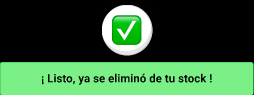 ¡ Listo, ya se eliminó de tu stock !